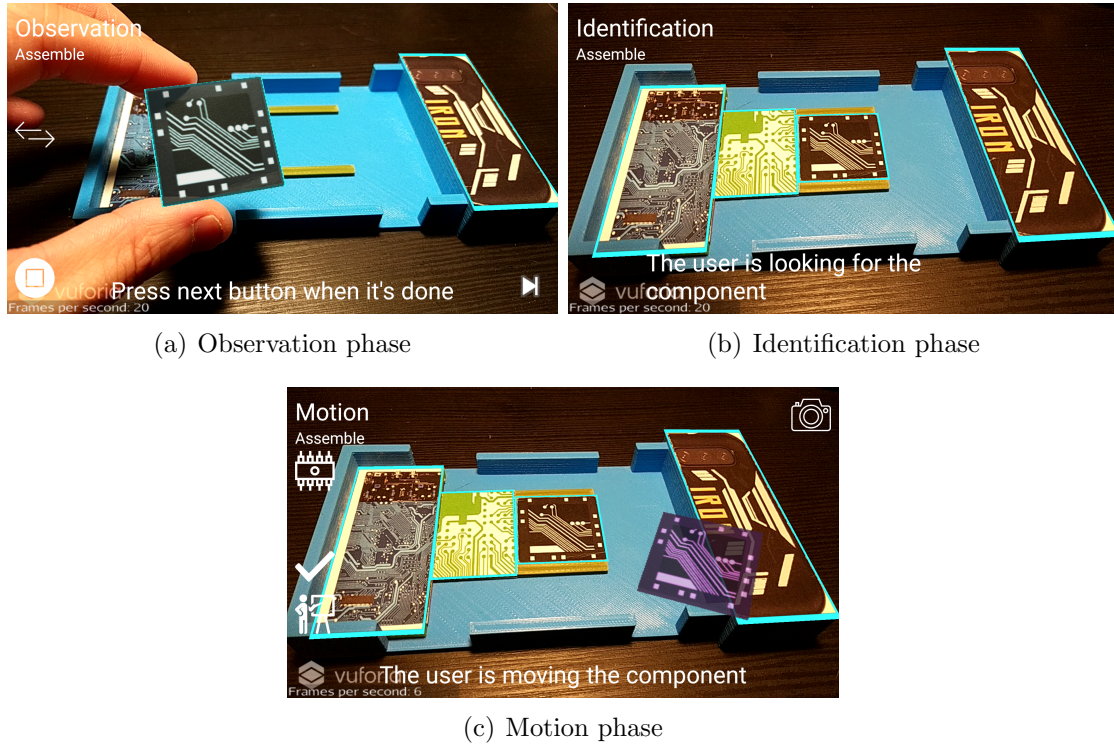 Observation
Assemble
IRON
vuforia
Press next button when it's done
Frames per second: 20
(a) Observation phase
Identification
Assemble
IRON
The user is looking for the
vuforia
component
Frames per second: 20
(b) Identification phase
Motion
Assemble
IRON
vuforia
The user is moving the component
Frames per second: 6
(c) Motion phase